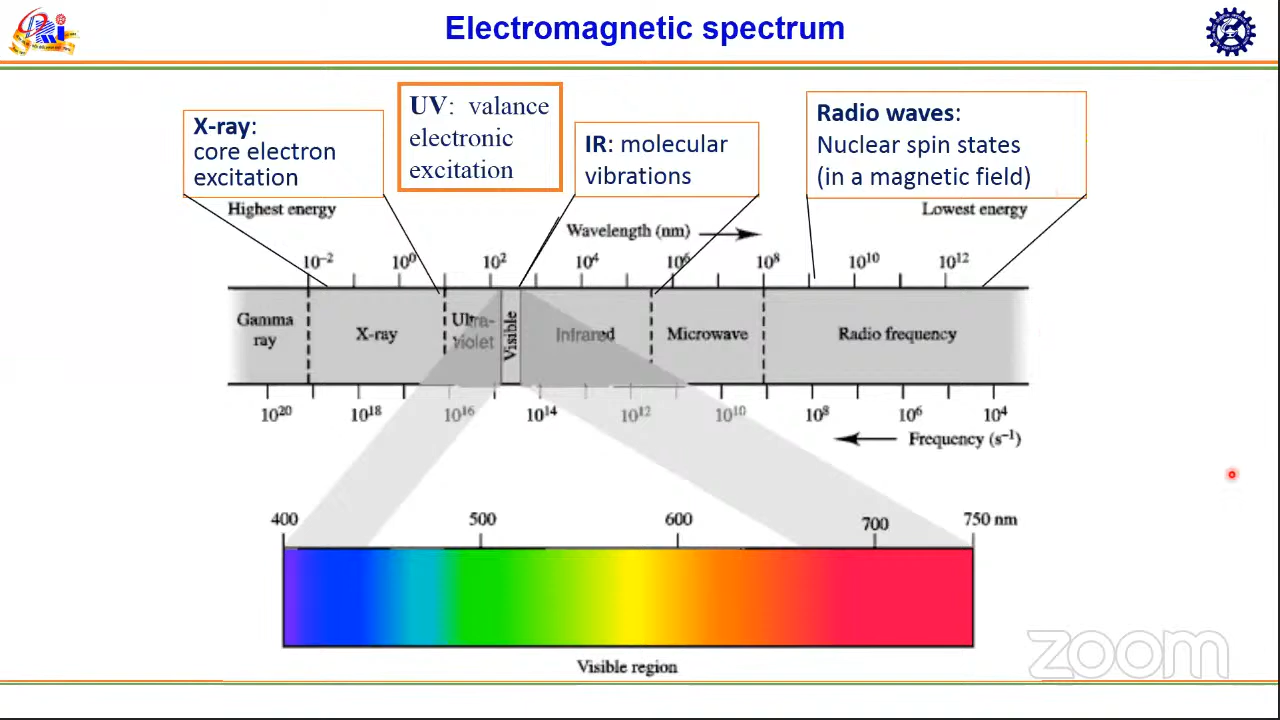 Electromagnetic spectrum
X-ray:
core electron
excitation
UV: valance
electronic
excitation
IR: molecular
vibrations
Radio waves:
Nuclear spin states
(in a magnetic field)
Highest energy
Lowest energy
Wavelength (nm)
10⁻² 10⁰ 10² 10⁴ 10⁶ 10⁸ 10¹⁰ 10¹²
Gamma
ray
X-ray
Ultra-
violet
Visible
Infrared
Microwave
Radio frequency
10²⁰ 10¹⁸ 10¹⁶ 10¹⁴ 10¹² 10¹⁰ 10⁸ 10⁶ 10⁴
Frequency (s⁻¹)
400 500 600 700 750 nm
Visible region
zoom